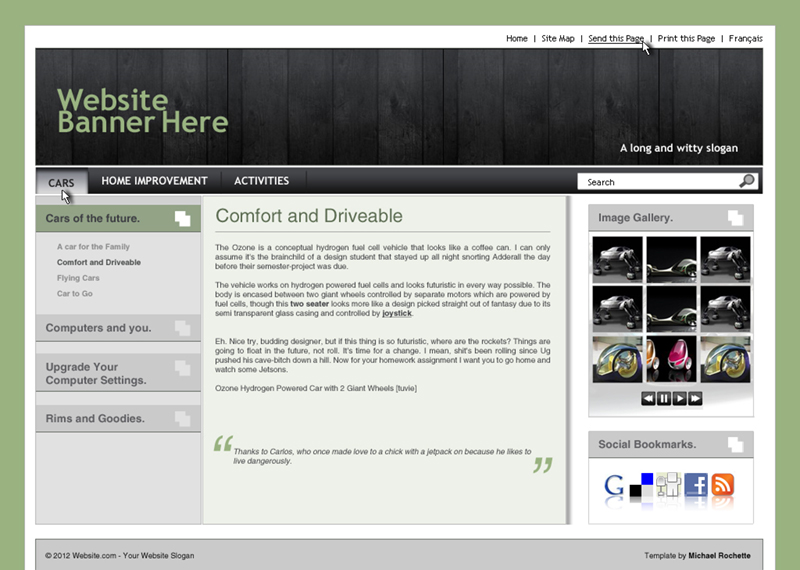 Home | Site Map | Send this Page | Print this Page | Français
Website
Banner Here
A long and witty slogan
CARS
HOME IMPROVEMENT
ACTIVITIES
Search
Cars of the future.
A car for the Family
Comfort and Driveable
Flying Cars
Car to Go
Computers and you.
Upgrade Your
Computer Settings.
Rims and Goodies.
Comfort and Driveable
The Ozone is a conceptual hydrogen fuel cell vehicle that looks like a coffee can. I can only
assume it's the brainchild of a design student that stayed up all night snorting Adderall the day
before their semester-project was due.
The vehicle works on hydrogen powered fuel cells and looks futuristic in every way possible. The
body is encased between two giant wheels controlled by separate motors which are powered by
fuel cells, though this two seater looks more like a design picked straight out of fantasy due to its
semi transparent glass casing and controlled by joystick.
Eh. Nice try, budding designer, but if this thing is so futuristic, where are the rockets? Things are
going to float in the future, not roll. It's time for a change. I mean, shit's been rolling since Ug
pushed his cave-bitch down a hill. Now for your homework assignment I want you to go home and
watch some Jetsons.
Ozone Hydrogen Powered Car with 2 Giant Wheels [tuvie]
“Thanks to Carlos, who once made love to a chick with a jetpack on because he likes to
live dangerously.”
Image Gallery.
Social Bookmarks.
G
f
© 2012 Website.com - Your Website Slogan
Template by Michael Rochette